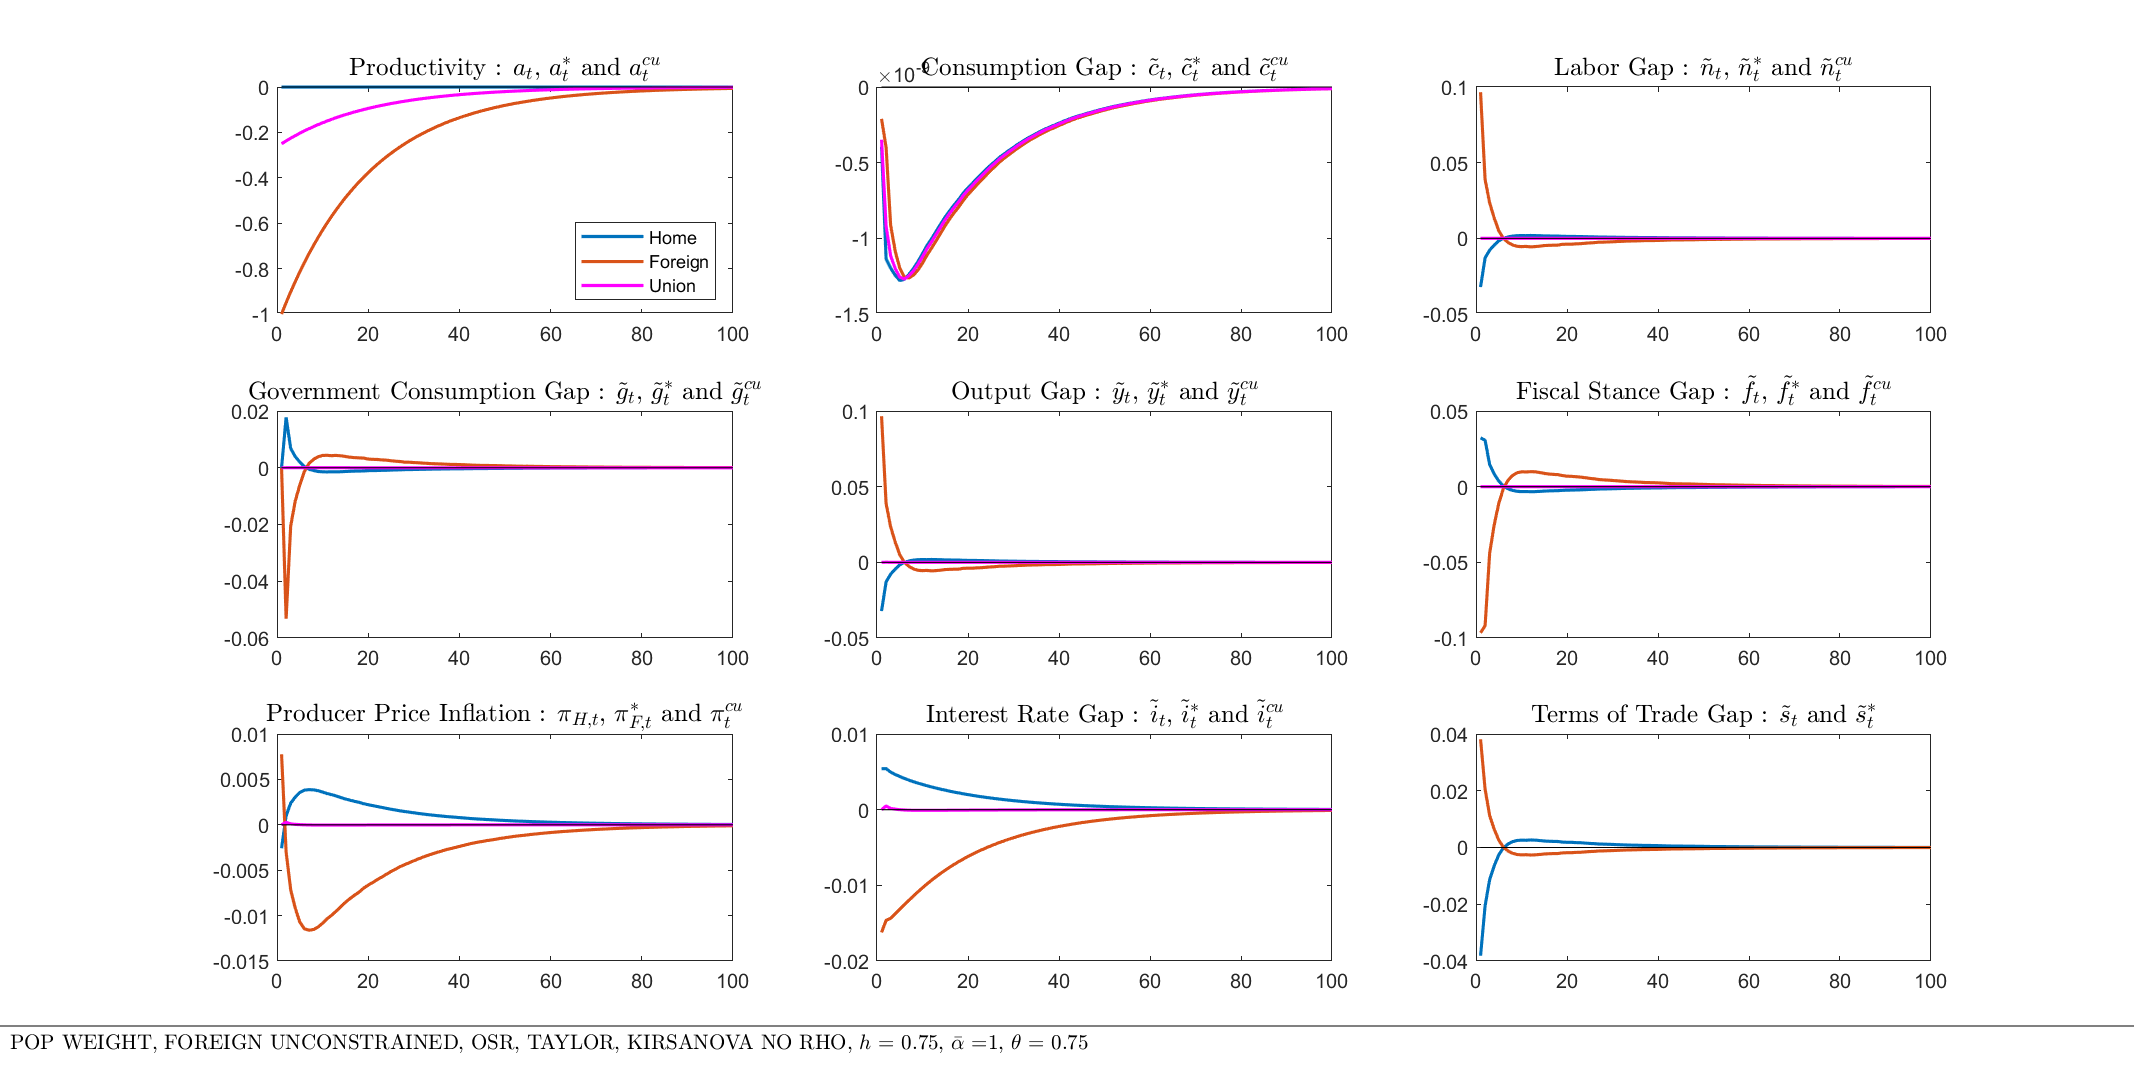 Productivity : a_t, a_t^* and a_t^{cu}
0
-0.2
-0.4
-0.6
-0.8
-1
0 20 40 60 80 100
Home
Foreign
Union
×10^{-9}
Consumption Gap : c̃_t, c̃_t^* and c̃_t^{cu}
0
-0.5
-1
-1.5
0 20 40 60 80 100
Labor Gap : ñ_t, ñ_t^* and ñ_t^{cu}
0.1
0.05
0
-0.05
0 20 40 60 80 100
Government Consumption Gap : g̃_t, g̃_t^* and g̃_t^{cu}
0.02
0
-0.02
-0.04
-0.06
0 20 40 60 80 100
Output Gap : ỹ_t, ỹ_t^* and ỹ_t^{cu}
0.1
0.05
0
-0.05
0 20 40 60 80 100
Fiscal Stance Gap : f̃_t, f̃_t^* and f̃_t^{cu}
0.05
0
-0.05
-0.1
0 20 40 60 80 100
Producer Price Inflation : π_{H,t}, π_{F,t}^* and π_t^{cu}
0.01
0.005
0
-0.005
-0.01
-0.015
0 20 40 60 80 100
Interest Rate Gap : ĩ_t, ĩ_t^* and ĩ_t^{cu}
0.01
0
-0.01
-0.02
0 20 40 60 80 100
Terms of Trade Gap : s̃_t and s̃_t^*
0.04
0.02
0
-0.02
-0.04
0 20 40 60 80 100
POP WEIGHT, FOREIGN UNCONSTRAINED, OSR, TAYLOR, KIRSANOVA NO RHO, h = 0.75, ᾱ =1, θ = 0.75